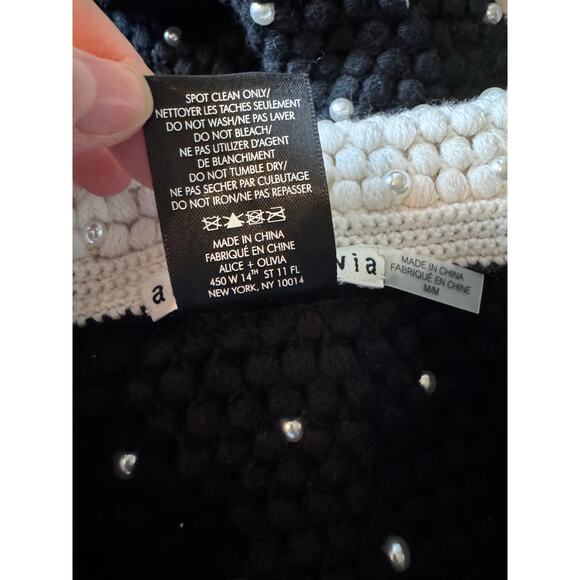 SPOT CLEAN ONLY/
NETTOYER LES TACHES SEULEMENT
DO NOT WASH/NE PAS LAVER
DO NOT BLEACH/
NE PAS UTILIZER D'AGENT
DE BLANCHIMENT
DO NOT TUMBLE DRY/
NE PAS SECHER PAR CULBUTAGE
DO NOT IRON/NE PAS REPASSER
MADE IN CHINA
FABRIQUÉ EN CHINE
ALICE + OLIVIA
450 W 14TH ST 11 FL
NEW YORK, NY 10014
a
via
MADE IN CHINA
FABRIQUÉ EN CHINE
M/M